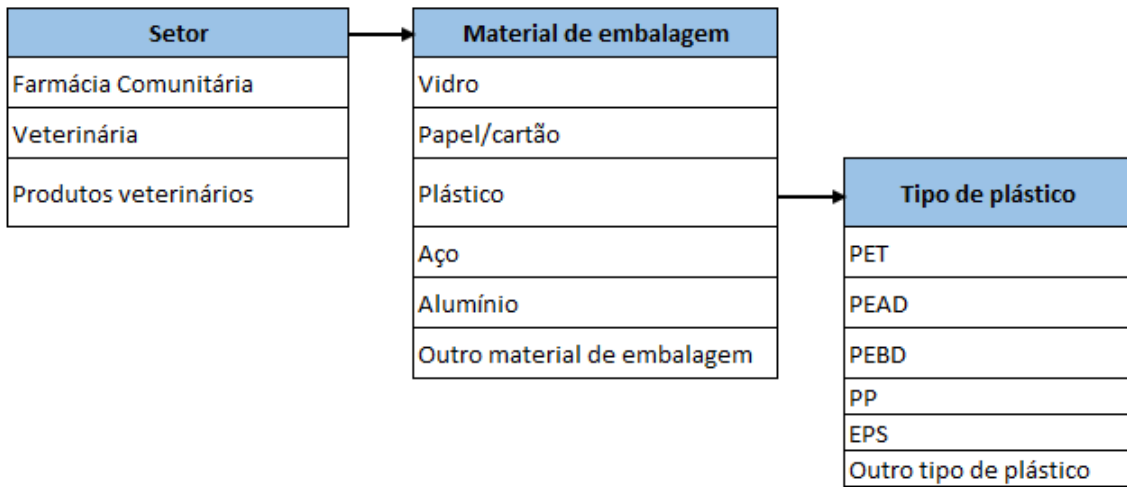 Setor
Farmácia Comunitária
Veterinária
Produtos veterinários
Material de embalagem
Vidro
Papel/cartão
Plástico
Aço
Alumínio
Outro material de embalagem
Tipo de plástico
PET
PEAD
PEBD
PP
EPS
Outro tipo de plástico